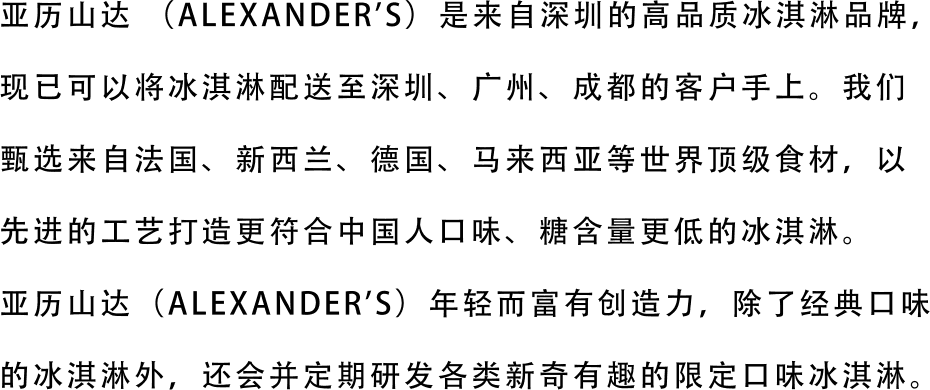 亚历山达 （ALEXANDER’S）是来自深圳的高品质冰淇淋品牌，
现已可以将冰淇淋配送至深圳、广州、成都的客户手上。我们
甄选来自法国、新西兰、德国、马来西亚等世界顶级食材，以
先进的工艺打造更符合中国人口味、糖含量更低的冰淇淋。
亚历山达（ALEXANDER’S）年轻而富有创造力，除了经典口味
的冰淇淋外，还会并定期研发各类新奇有趣的限定口味冰淇淋。